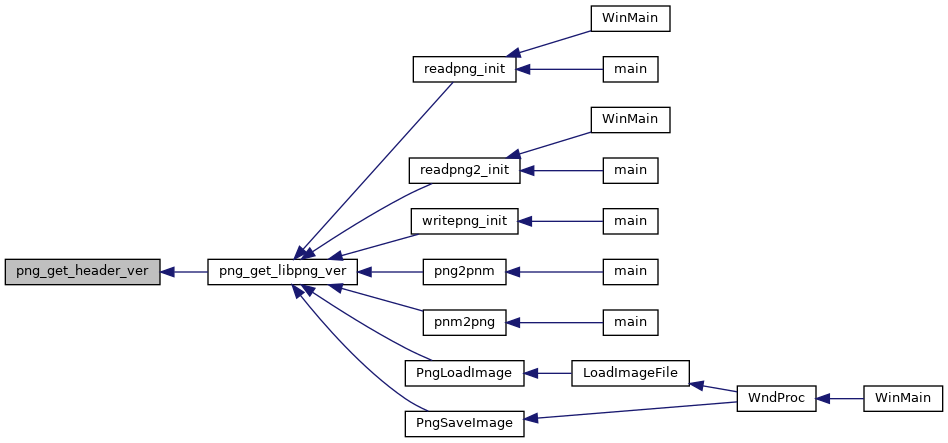 WinMain
readpng_init
main
WinMain
readpng2_init
main
writepng_init
main
png_get_header_ver
png_get_libpng_ver
png2pnm
main
pnm2png
main
PngLoadImage
LoadImageFile
WndProc
WinMain
PngSaveImage